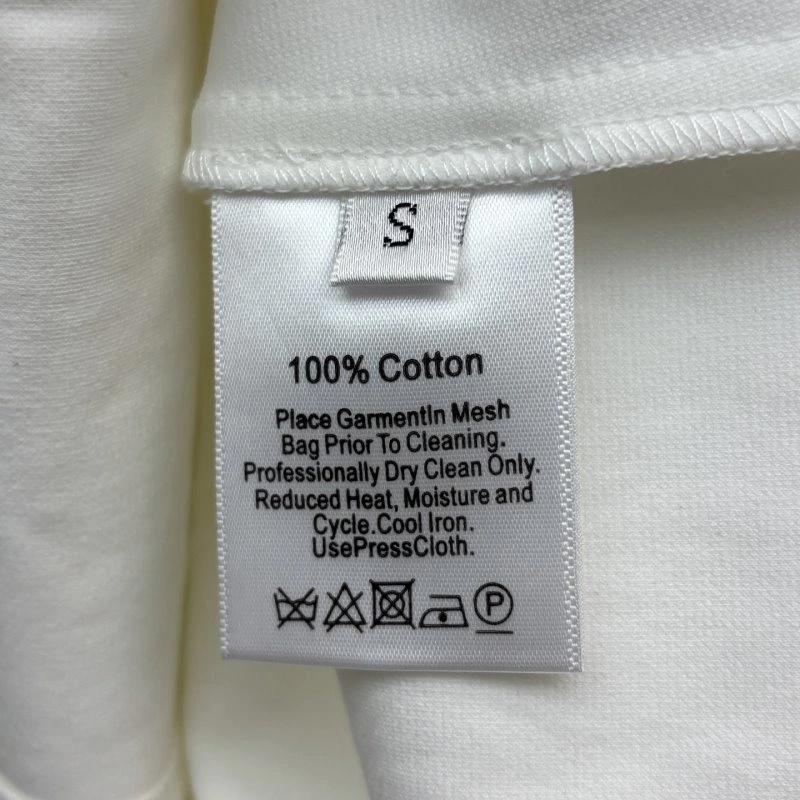 S
100% Cotton
Place GarmentIn Mesh
Bag Prior To Cleaning.
Professionally Dry Clean Only.
Reduced Heat, Moisture and
Cycle.Cool Iron.
UsePressCloth.
P